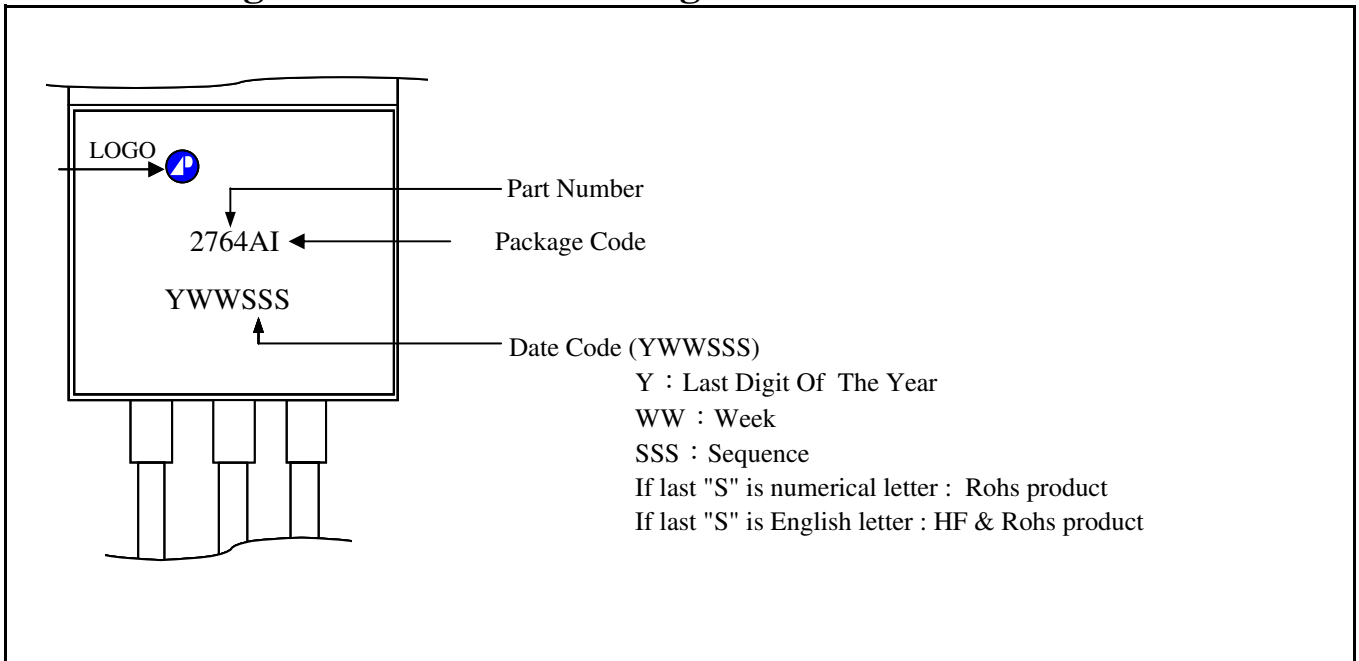 LOGO
Part Number
2764AI
Package Code
YWWSSS
Date Code (YWWSSS)
Y：Last Digit Of The Year
WW：Week
SSS：Sequence
If last "S" is numerical letter : Rohs product
If last "S" is English letter : HF & Rohs product